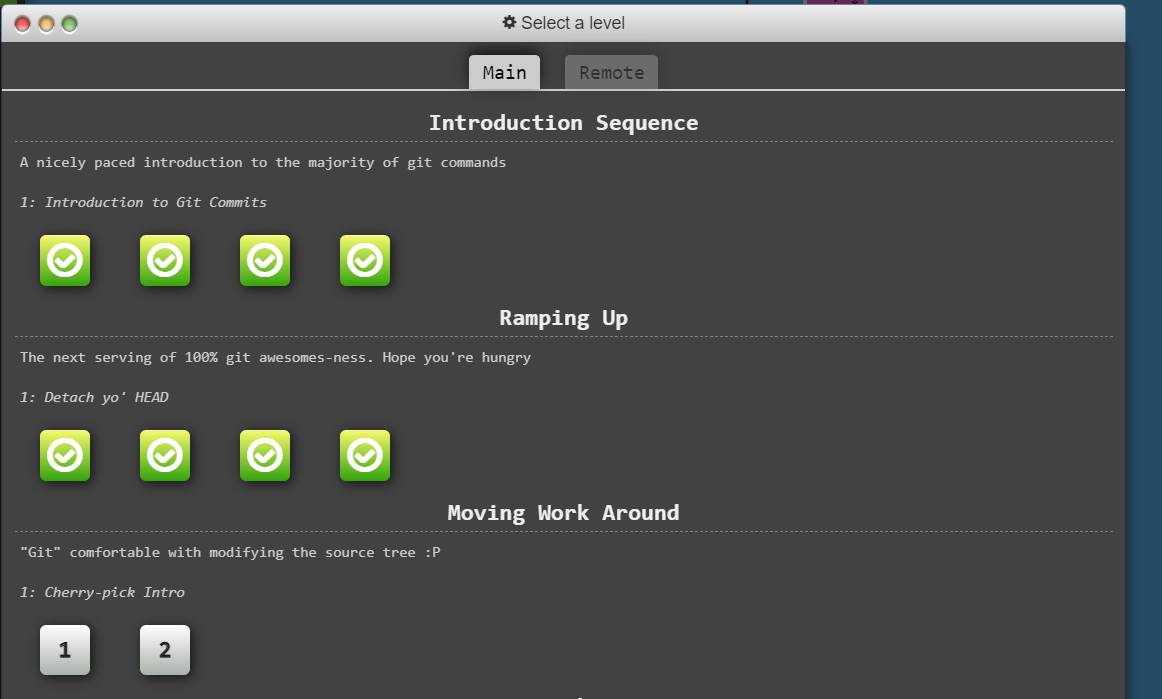 Select a level
Main Remote
Introduction Sequence
A nicely paced introduction to the majority of git commands
1: Introduction to Git Commits
Ramping Up
The next serving of 100% git awesomes-ness. Hope you're hungry
1: Detach yo' HEAD
Moving Work Around
"Git" comfortable with modifying the source tree :P
1: Cherry-pick Intro
1 2